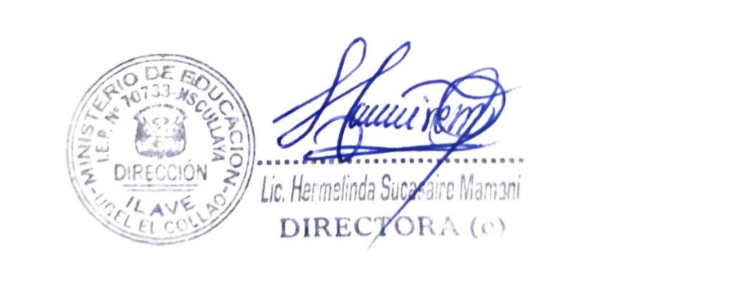 MINISTERIO DE EDUCACION
I.E.P. Nº 70733-MSCULLAYA
DIRECCIÓN
ILAVE
-UGEL EL COLLAO-
Lic. Hermelinda Sucasaire Mamani
DIRECTORA (e)